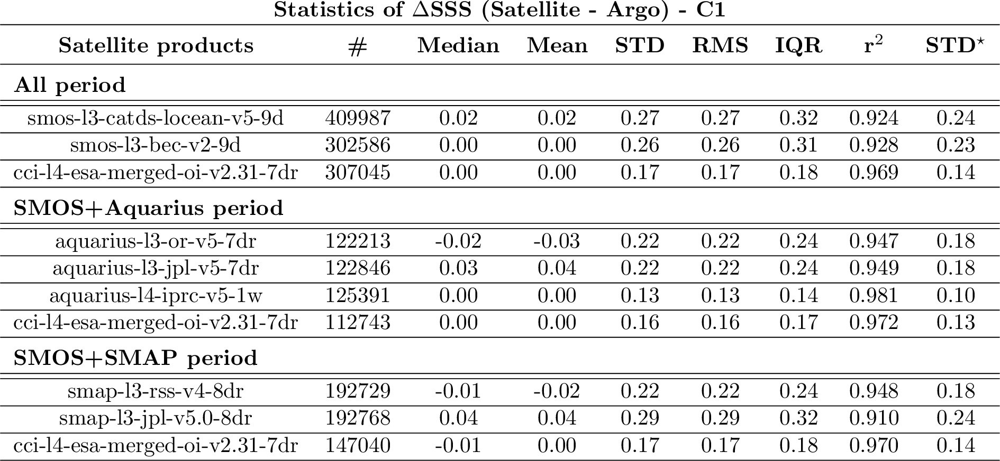 Statistics of ΔSSS (Satellite - Argo) - C1
Satellite products # Median Mean STD RMS IQR r² STD⋆
All period
smos-l3-catds-locean-v5-9d 409987 0.02 0.02 0.27 0.27 0.32 0.924 0.24
smos-l3-bec-v2-9d 302586 0.00 0.00 0.26 0.26 0.31 0.928 0.23
cci-l4-esa-merged-oi-v2.31-7dr 307045 0.00 0.00 0.17 0.17 0.18 0.969 0.14
SMOS+Aquarius period
aquarius-l3-or-v5-7dr 122213 -0.02 -0.03 0.22 0.22 0.24 0.947 0.18
aquarius-l3-jpl-v5-7dr 122846 0.03 0.04 0.22 0.22 0.24 0.949 0.18
aquarius-l4-iprc-v5-1w 125391 0.00 0.00 0.13 0.13 0.14 0.981 0.10
cci-l4-esa-merged-oi-v2.31-7dr 112743 0.00 0.00 0.16 0.16 0.17 0.972 0.13
SMOS+SMAP period
smap-l3-rss-v4-8dr 192729 -0.01 -0.02 0.22 0.22 0.24 0.948 0.18
smap-l3-jpl-v5.0-8dr 192768 0.04 0.04 0.29 0.29 0.32 0.910 0.24
cci-l4-esa-merged-oi-v2.31-7dr 147040 -0.01 0.00 0.17 0.17 0.18 0.970 0.14